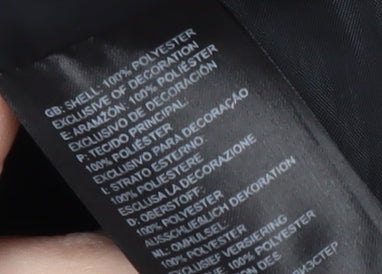 GB: SHELL: 100% POLYESTER
EXCLUSIVE OF DECORATION
E: ARMAZÓN: 100% POLIÉSTER
EXCLUSIVO DE DECORACIÓN
P: TECIDO PRINCIPAL:
100% POLIÉSTER
EXCLUSIVO PARA DECORAÇÃO
I: STRATO ESTERNO:
100% POLIESTERE
ESCLUSA LA DECORAZIONE
D: OBERSTOFF:
100% POLYESTER
AUSSCHLIEßLICH DEKORATION
NL: OMHULSEL:
100% POLYESTER
EXCLUSIEF VERSIERING
100% POLYESTER
ION DES